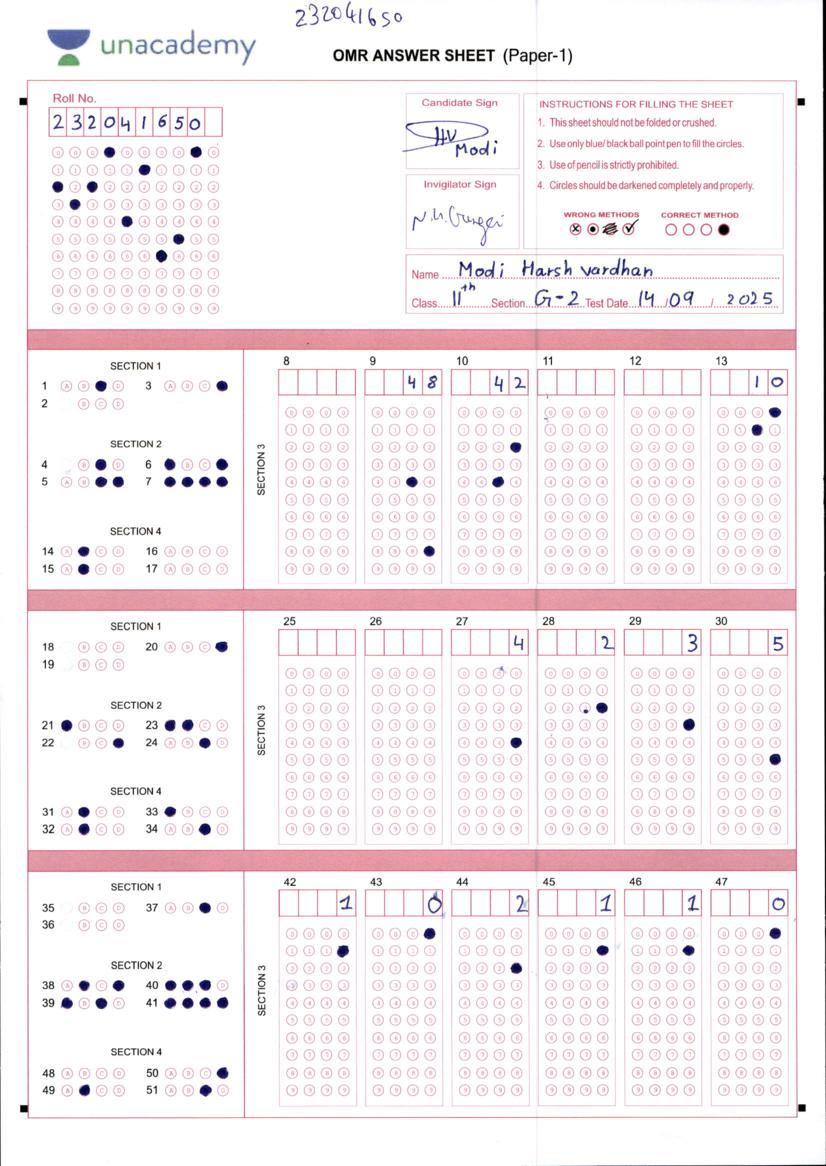 232041650
unacademy
OMR ANSWER SHEET (Paper-1)
Roll No.
2 3 2 0 4 1 6 5 0
Candidate Sign
Modi
Invigilator Sign
INSTRUCTIONS FOR FILLING THE SHEET
1. This sheet should not be folded or crushed.
2. Use only blue/ black ball point pen to fill the circles.
3. Use of pencil is strictly prohibited.
4. Circles should be darkened completely and properly.
WRONG METHODS CORRECT METHOD
Name Modi Harsh vardhan
Class 11th Section G-2 Test Date 14 / 09 / 2025
SECTION 1
1 A B D 3 A B C
2 B C D
SECTION 2
4 B D 6 B C
5 A B 7
SECTION 4
14 A C D 16 A B C D
15 A C D 17 A B C D
SECTION 3
8 9 10 11 12 13
4 8 4 2 1 0
SECTION 1
18 B C D 20 A B C
19 B C D
SECTION 2
21 B C D 23 C D
22 B C 24 A B D
SECTION 4
31 A C D 33 B C D
32 A C D 34 A B D
SECTION 3
25 26 27 28 29 30
4 2 3 5
SECTION 1
35 B C D 37 A B D
36 B C D
SECTION 2
38 A C 40 D
39 B D 41
SECTION 4
48 A B C D 50 A B C
49 A C D 51 A B D
SECTION 3
42 43 44 45 46 47
1 0 2 1 1 0